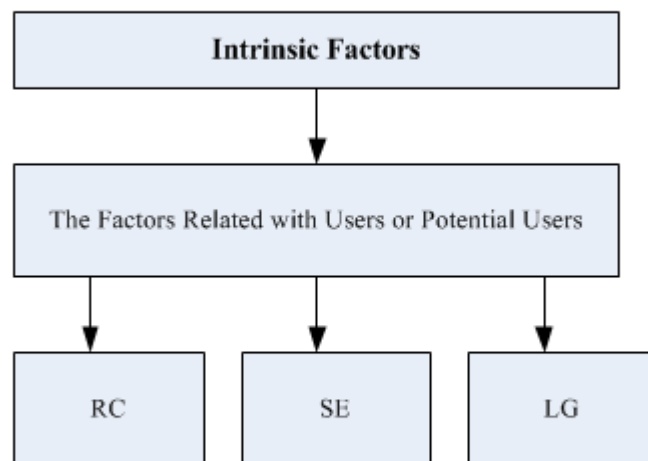 Intrinsic Factors
The Factors Related with Users or Potential Users
RC
SE
LG